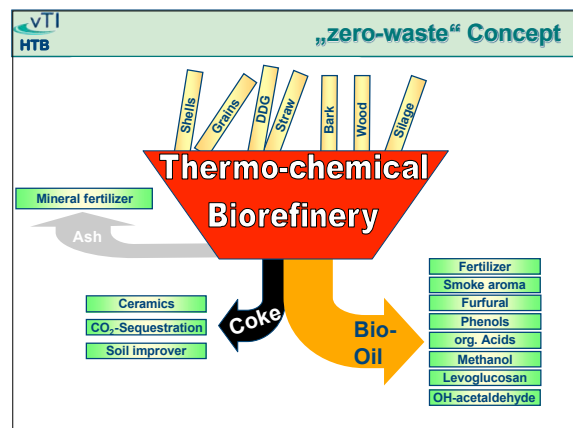 vTI
HTB
„zero-waste“ Concept
Shells
Grains
DDG
Straw
Bark
Wood
Silage
Thermo-chemical
Biorefinery
Mineral fertilizer
Ash
Ceramics
CO₂-Sequestration
Soil improver
Coke
Bio-
Oil
Fertilizer
Smoke aroma
Furfural
Phenols
org. Acids
Methanol
Levoglucosan
OH-acetaldehyde